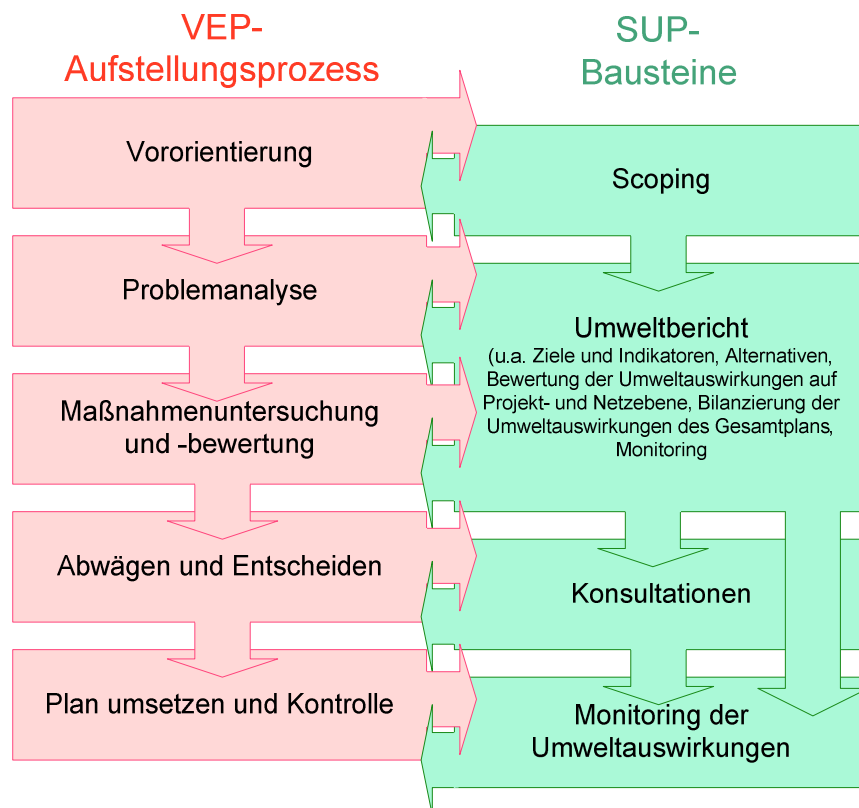 VEP-
Aufstellungsprozess
SUP-
Bausteine
Vororientierung
Scoping
Problemanalyse
Umweltbericht
(u.a. Ziele und Indikatoren, Alternativen,
Bewertung der Umweltauswirkungen auf
Projekt- und Netzebene, Bilanzierung der
Umweltauswirkungen des Gesamtplans,
Monitoring
Maßnahmenuntersuchung
und -bewertung
Abwägen und Entscheiden
Konsultationen
Plan umsetzen und Kontrolle
Monitoring der
Umweltauswirkungen